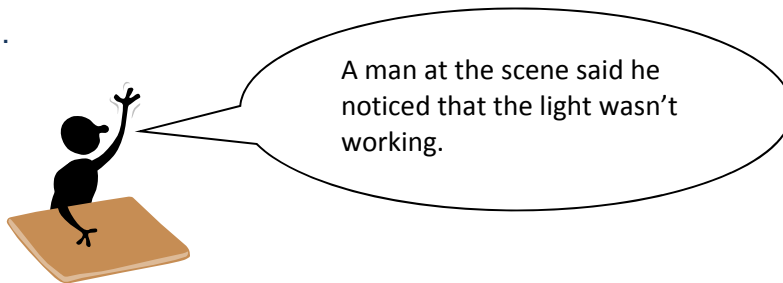 .
A man at the scene said he
noticed that the light wasn’t
working.